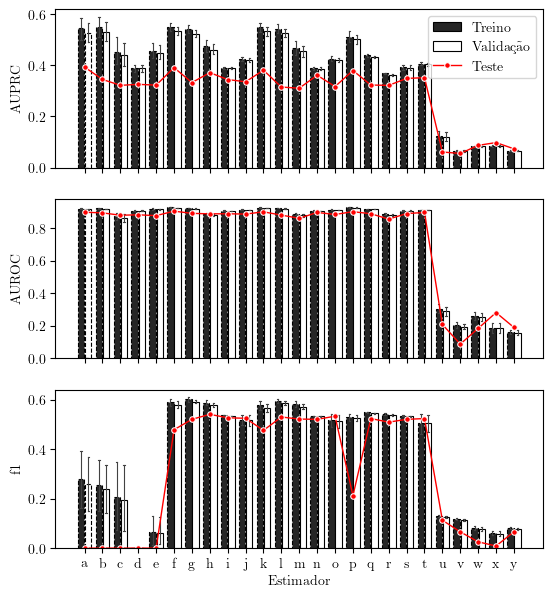 0.6
0.4
0.2
0.0
AUPRC
Treino
Validação
Teste
0.8
0.6
0.4
0.2
0.0
AUROC
0.6
0.4
0.2
0.0
f1
a b c d e f g h i j k l m n o p q r s t u v w x y
Estimador